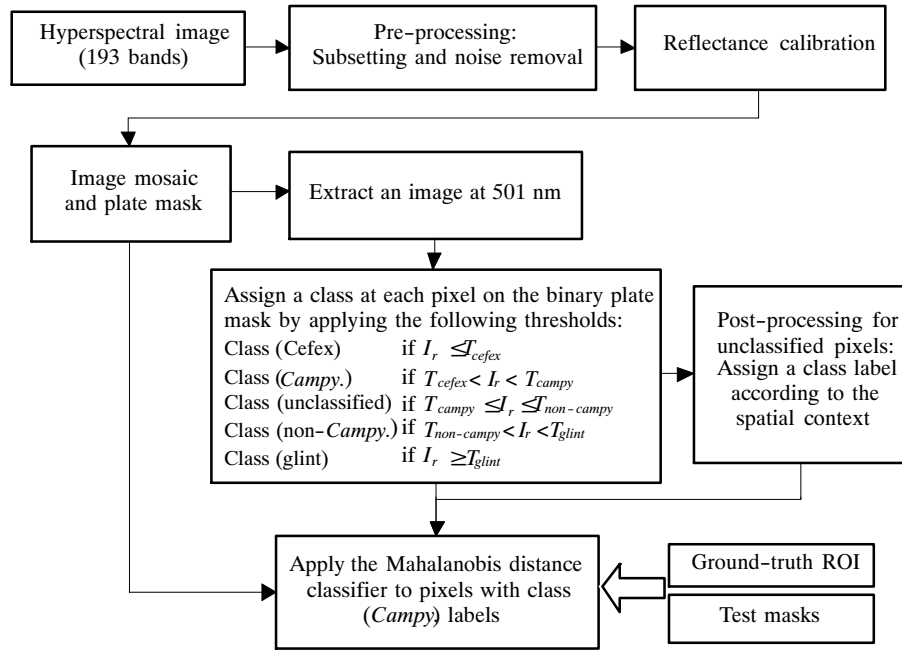 Hyperspectral image
(193 bands)
Pre-processing:
Subsetting and noise removal
Reflectance calibration
Image mosaic
and plate mask
Extract an image at 501 nm
Assign a class at each pixel on the binary plate
mask by applying the following thresholds:
Class (Cefex) if I_r ≤T_cefex
Class (Campy.) if T_cefex < I_r < T_campy
Class (unclassified) if T_campy ≤I_r ≤T_non-campy
Class (non-Campy.) if T_non-campy < I_r < T_glint
Class (glint) if I_r ≥T_glint
Post-processing for
unclassified pixels:
Assign a class label
according to the
spatial context
Apply the Mahalanobis distance
classifier to pixels with class
(Campy) labels
Ground-truth ROI
Test masks